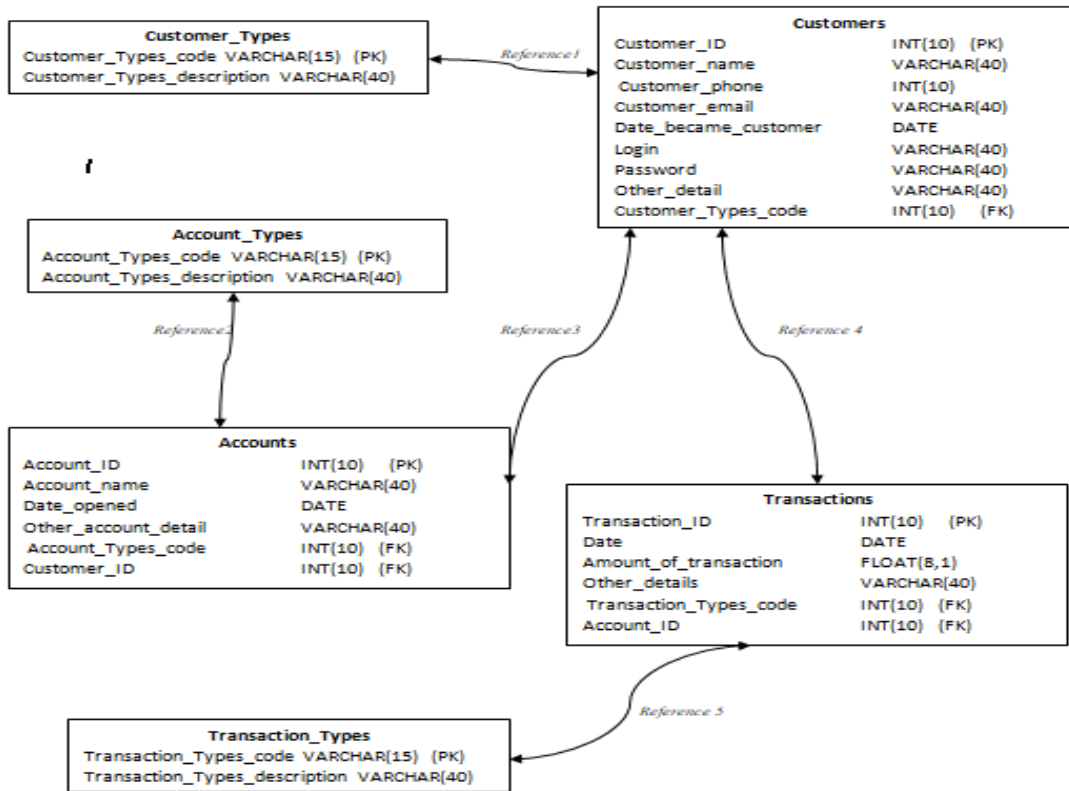 Customer_Types
Customer_Types_code VARCHAR(15) (PK)
Customer_Types_description VARCHAR(40)
Reference1
Customers
Customer_ID INT(10) (PK)
Customer_name VARCHAR(40)
Customer_phone INT(10)
Customer_email VARCHAR(40)
Date_became_customer DATE
Login VARCHAR(40)
Password VARCHAR(40)
Other_detail VARCHAR(40)
Customer_Types_code INT(10) (FK)
Account_Types
Account_Types_code VARCHAR(15) (PK)
Account_Types_description VARCHAR(40)
Reference2
Reference3
Reference 4
Accounts
Account_ID INT(10) (PK)
Account_name VARCHAR(40)
Date_opened DATE
Other_account_detail VARCHAR(40)
Account_Types_code INT(10) (FK)
Customer_ID INT(10) (FK)
Transactions
Transaction_ID INT(10) (PK)
Date DATE
Amount_of_transaction FLOAT(8,1)
Other_details VARCHAR(40)
Transaction_Types_code INT(10) (FK)
Account_ID INT(10) (FK)
Reference 5
Transaction_Types
Transaction_Types_code VARCHAR(15) (PK)
Transaction_Types_description VARCHAR(40)